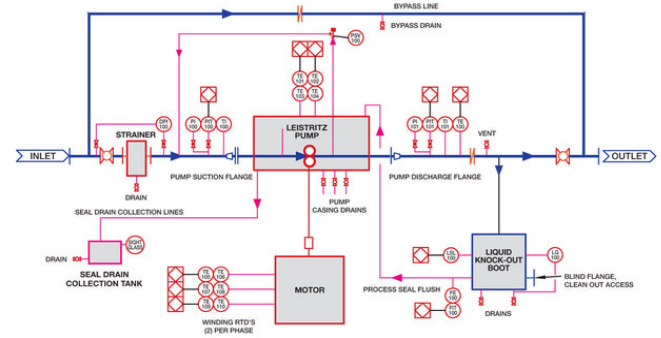 BYPASS LINE
BYPASS DRAIN
PSV
100
TE
101
TE
102
TE
103
TE
104
DPI
100
STRAINER
PI
100
PIT
100
TI
100
LEISTRITZ
PUMP
PI
101
PIT
101
TI
101
TE
100
VENT
INLET
OUTLET
PUMP SUCTION FLANGE
PUMP DISCHARGE FLANGE
DRAIN
PUMP
CASING DRAINS
SEAL DRAIN COLLECTION LINES
SIGHT
GLASS
DRAIN
SEAL DRAIN
COLLECTION TANK
TE
105
TE
106
TE
107
TE
108
TE
109
TE
110
MOTOR
WINDING RTD'S
(2) PER PHASE
LSL
100
LIQUID
KNOCK-OUT
BOOT
LG
100
BLIND FLANGE,
CLEAN OUT ACCESS
PROCESS SEAL FLUSH
FE
100
FIT
100
DRAINS